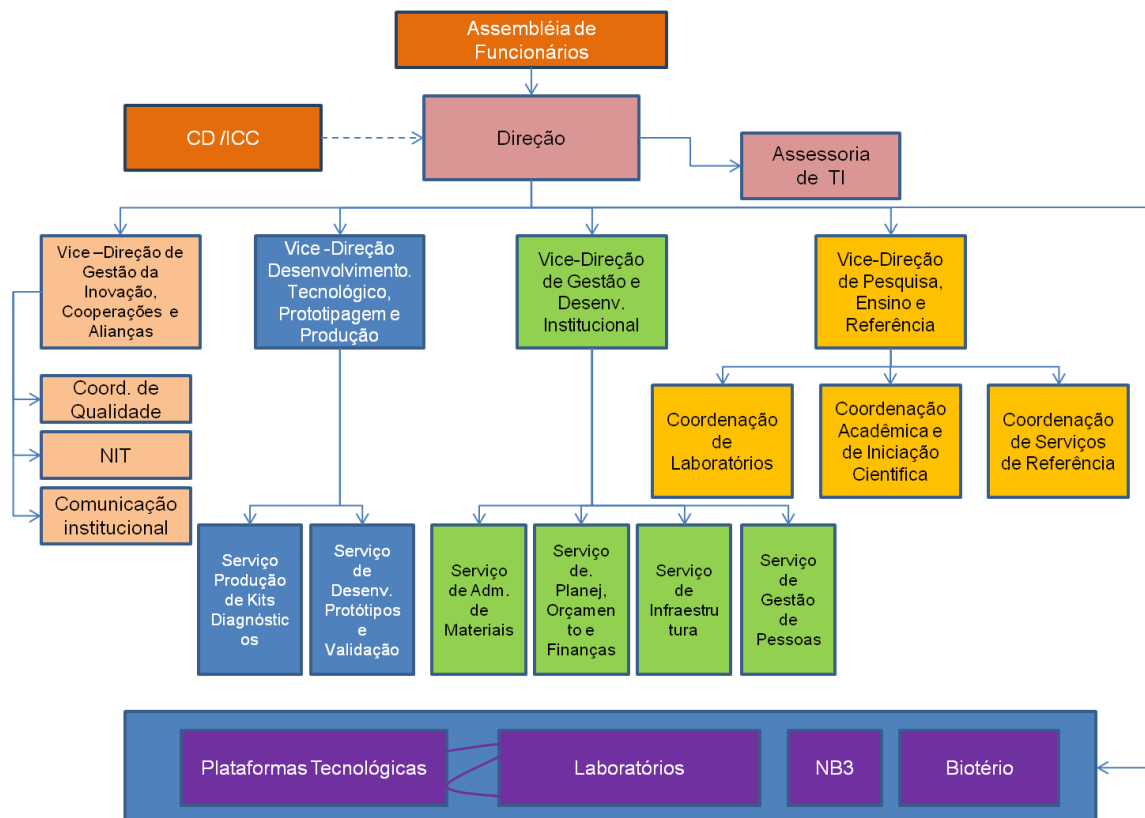 Assembléia de
Funcionários
CD /ICC
Direção
Assessoria
de TI
Vice –Direção de
Gestão da
Inovação,
Cooperações e
Alianças
Vice -Direção
Desenvolvimento.
Tecnológico,
Prototipagem e
Produção
Vice-Direção
de Gestão e
Desenv.
Institucional
Vice-Direção
de Pesquisa,
Ensino e
Referência
Coord. de
Qualidade
NIT
Comunicação
institucional
Coordenação
de
Laboratórios
Coordenação
Acadêmica e
de Iniciação
Cientifica
Coordenação
de Serviços
de Referência
Serviço
Produção
de Kits
Diagnóstic
os
Serviço
de
Desenv.
Protótipos
e
Validação
Serviço
de Adm.
de
Materiais
Serviço
de. Planej,
Orçamen
to e
Finanças
Serviço
de
Infraestru
tura
Serviço
de
Gestão
de
Pessoas
Plataformas Tecnológicas
Laboratórios
NB3
Biotério